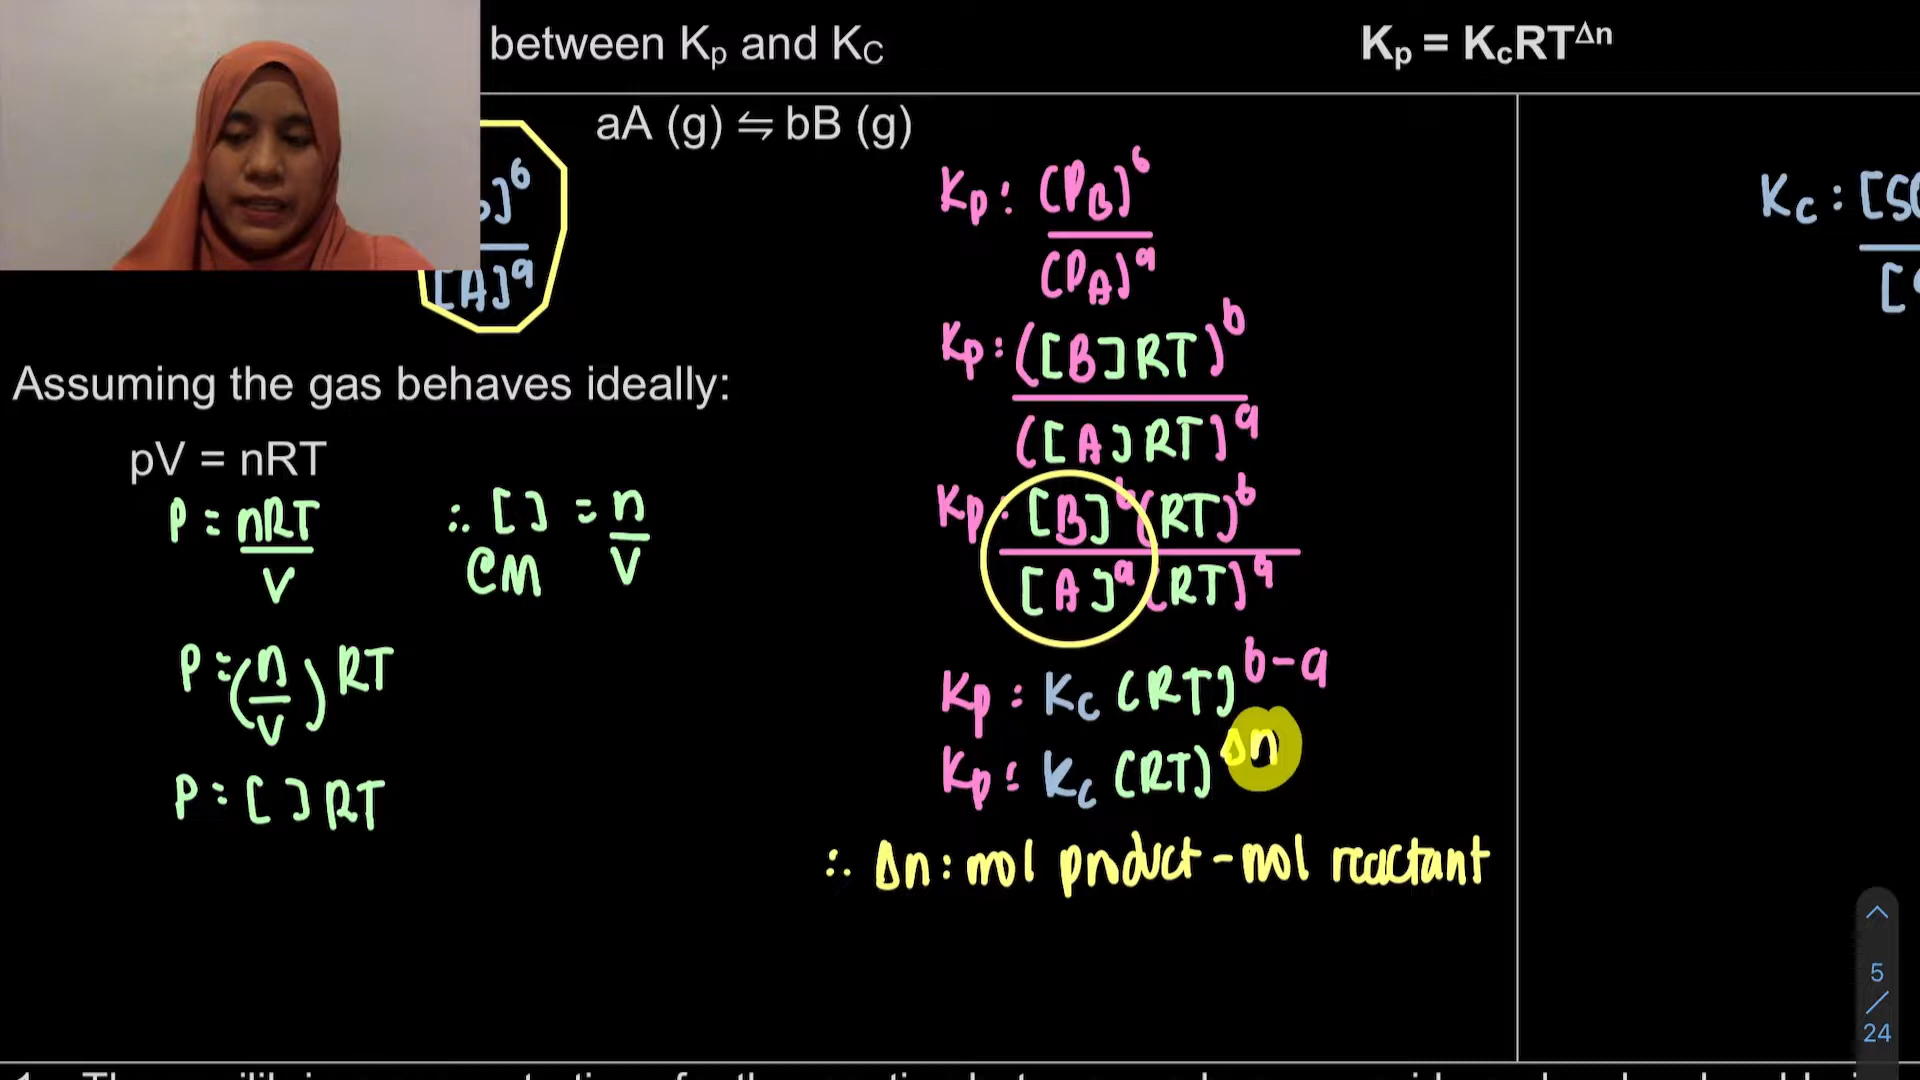 between Kp and KC
Kp = KcRT^Δn
aA (g) ⇋ bB (g)
]^b
[A]^a
Assuming the gas behaves ideally:
pV = nRT
P = nRT
V
∴ [ ] = n
CM V
P = (n
V) RT
P = [ ] RT
Kp : (PB)^b
(PA)^a
Kp : ([B]RT)^b
([A]RT)^a
Kp : [B]^b (RT)^b
[A]^a (RT)^a
Kp : Kc (RT)^b-a
Kp : Kc (RT)^Δn
∴ Δn : mol product - mol reactant
Kc : [S
[
5
/
24